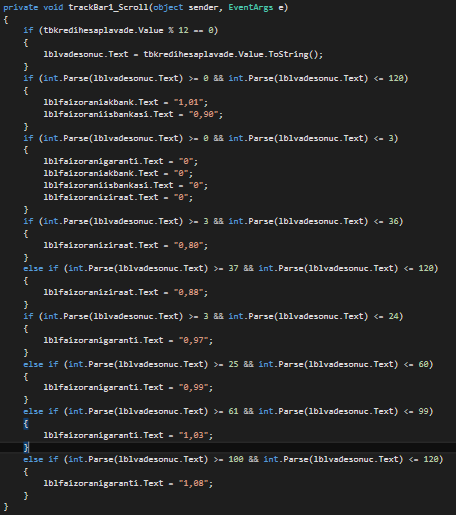 private void trackBar1_Scroll(object sender, EventArgs e)
{
if (tbkredihesaplavade.Value % 12 == 0)
{
lblvadesonuc.Text = tbkredihesaplavade.Value.ToString();
}
if (int.Parse(lblvadesonuc.Text) >= 0 && int.Parse(lblvadesonuc.Text) <= 120)
{
lblfaizoraniakbank.Text = "1,01";
lblfaizoraniisbankasi.Text = "0,90";
}
if (int.Parse(lblvadesonuc.Text) >= 0 && int.Parse(lblvadesonuc.Text) <= 3)
{
lblfaizoranigaranti.Text = "0";
lblfaizoraniakbank.Text = "0";
lblfaizoraniisbankasi.Text = "0";
lblfaizoraniziraat.Text = "0";
}
if (int.Parse(lblvadesonuc.Text) >= 3 && int.Parse(lblvadesonuc.Text) <= 36)
{
lblfaizoraniziraat.Text = "0,80";
}
else if (int.Parse(lblvadesonuc.Text) >= 37 && int.Parse(lblvadesonuc.Text) <= 120)
{
lblfaizoraniziraat.Text = "0,88";
}
if (int.Parse(lblvadesonuc.Text) >= 3 && int.Parse(lblvadesonuc.Text) <= 24)
{
lblfaizoranigaranti.Text = "0,97";
}
else if (int.Parse(lblvadesonuc.Text) >= 25 && int.Parse(lblvadesonuc.Text) <= 60)
{
lblfaizoranigaranti.Text = "0,99";
}
else if (int.Parse(lblvadesonuc.Text) >= 61 && int.Parse(lblvadesonuc.Text) <= 99)
{
lblfaizoranigaranti.Text = "1,03";
}
else if (int.Parse(lblvadesonuc.Text) >= 100 && int.Parse(lblvadesonuc.Text) <= 120)
{
lblfaizoranigaranti.Text = "1,08";
}
}